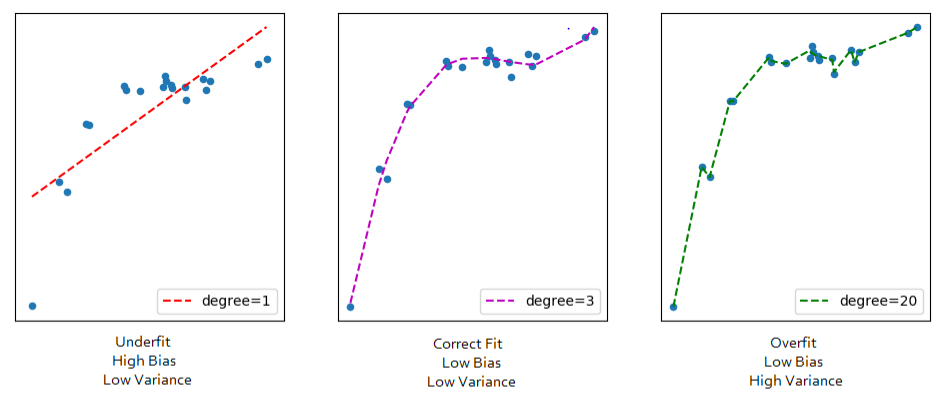 degree=1
degree=3
degree=20
Underfit
High Bias
Low Variance
Correct Fit
Low Bias
Low Variance
Overfit
Low Bias
High Variance